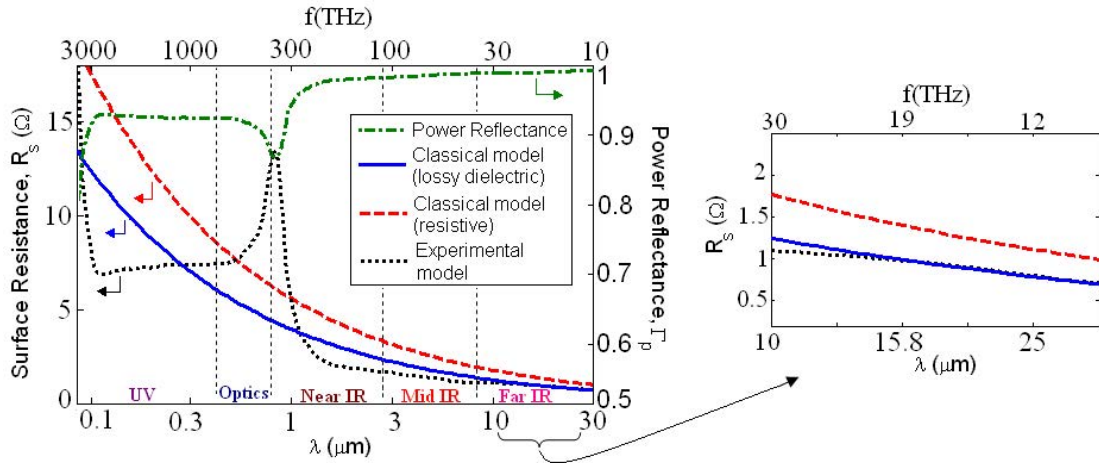 f(THz)
3000 1000 300 100 30 10
Surface Resistance, R_s (Ω)
15
10
5
0
1
0.9
0.8
0.7
0.6
0.5
Power Reflectance, Γ_p
Power Reflectance
Classical model
(lossy dielectric)
Classical model
(resistive)
Experimental
model
UV Optics Near IR Mid IR Far IR
0.1 0.3 1 3 10 30
λ (μm)
f(THz)
30 19 12
R_s (Ω)
2
1.5
1
0.5
10 15.8 25
λ (μm)